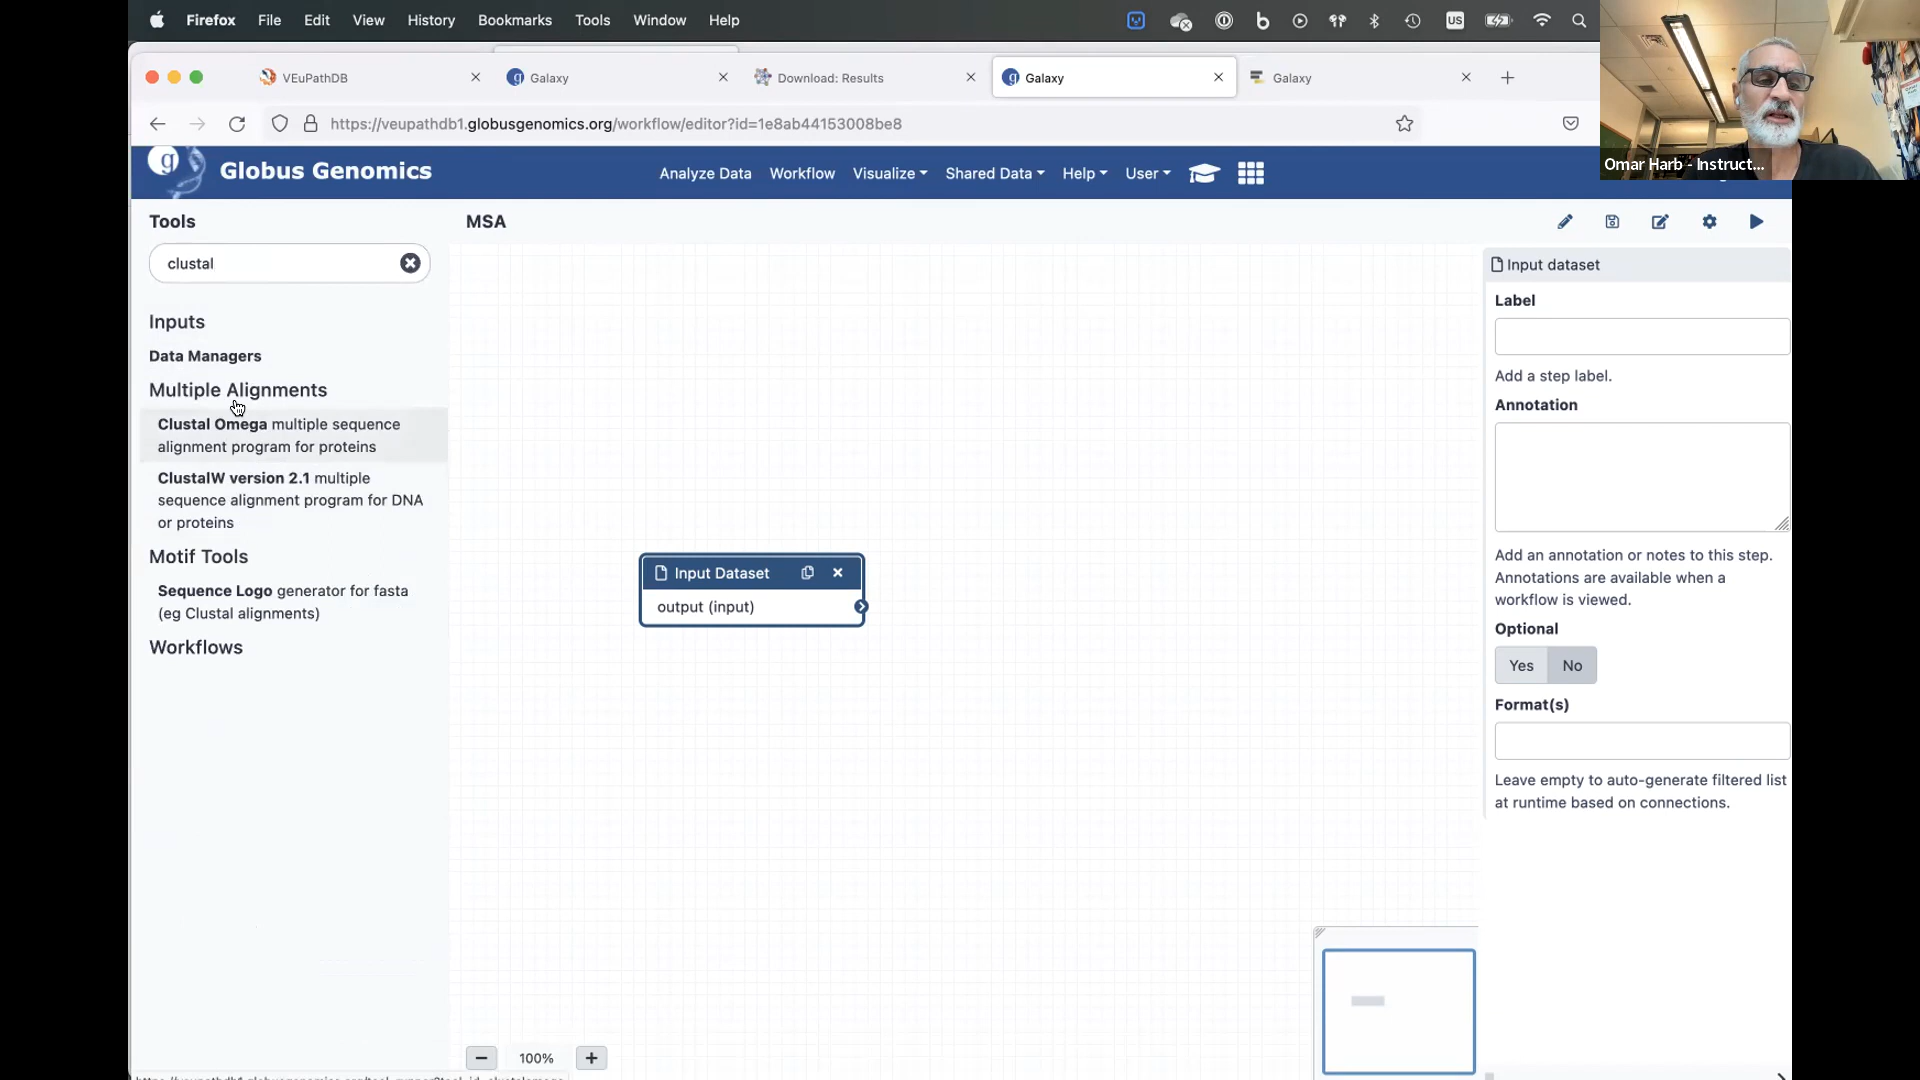 Firefox File Edit View History Bookmarks Tools Window Help
US
VEuPathDB
Galaxy
Download: Results
Galaxy
Galaxy
https://veupathdb1.globusgenomics.org/workflow/editor?id=1e8ab44153008be8
Omar Harb - Instruct...
g Globus Genomics
Analyze Data Workflow Visualize Shared Data Help User
Tools
clustal
Inputs
Data Managers
Multiple Alignments
Clustal Omega multiple sequence
alignment program for proteins
ClustalW version 2.1 multiple
sequence alignment program for DNA
or proteins
Motif Tools
Sequence Logo generator for fasta
(eg Clustal alignments)
Workflows
MSA
Input Dataset
output (input)
100%
Input dataset
Label
Add a step label.
Annotation
Add an annotation or notes to this step.
Annotations are available when a
workflow is viewed.
Optional
Yes No
Format(s)
Leave empty to auto-generate filtered list
at runtime based on connections.